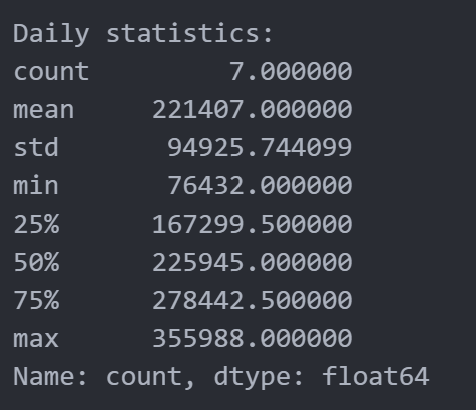 Daily statistics:
count         7.000000
mean     221407.000000
std       94925.744099
min       76432.000000
25%      167299.500000
50%      225945.000000
75%      278442.500000
max      355988.000000
Name: count, dtype: float64